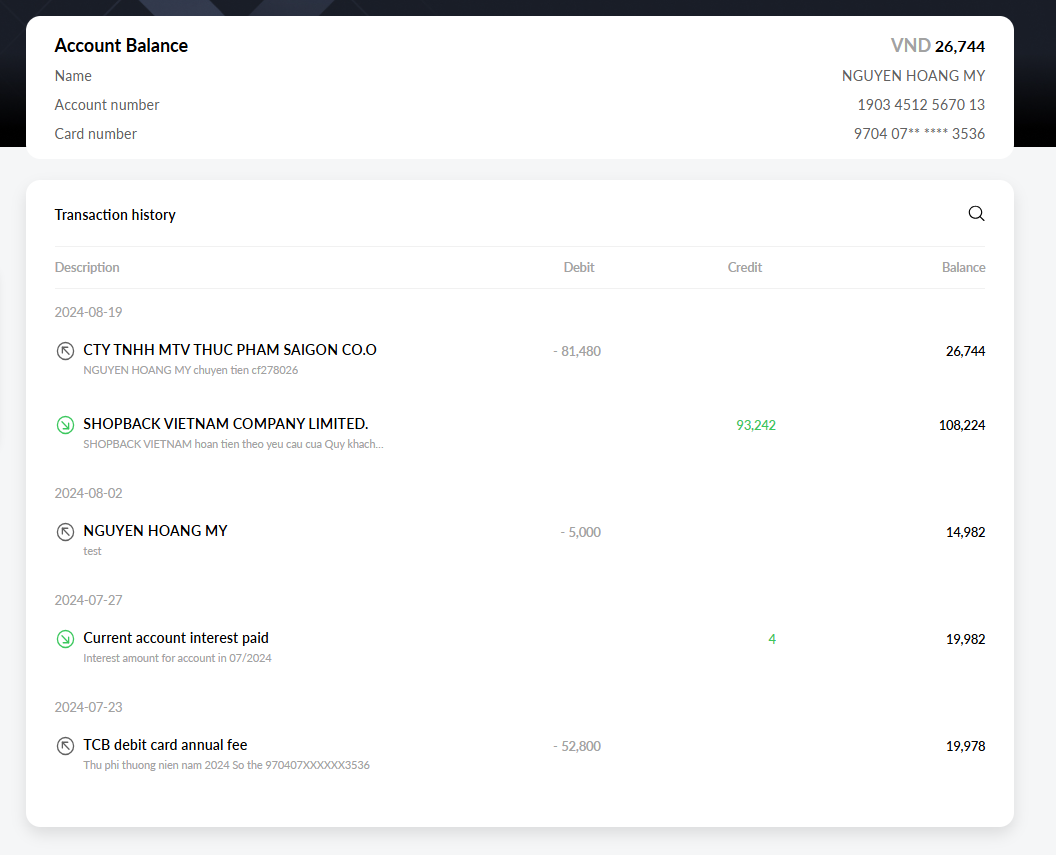 Account Balance VND 26,744
Name NGUYEN HOANG MY
Account number 1903 4512 5670 13
Card number 9704 07** **** 3536
Transaction history
Description Debit Credit Balance
2024-08-19
CTY TNHH MTV THUC PHAM SAIGON CO.O - 81,480 26,744
NGUYEN HOANG MY chuyen tien cf278026
SHOPBACK VIETNAM COMPANY LIMITED. 93,242 108,224
SHOPBACK VIETNAM hoan tien theo yeu cau cua Quy khach...
2024-08-02
NGUYEN HOANG MY - 5,000 14,982
test
2024-07-27
Current account interest paid 4 19,982
Interest amount for account in 07/2024
2024-07-23
TCB debit card annual fee - 52,800 19,978
Thu phi thuong nien nam 2024 So the 970407XXXXXX3536